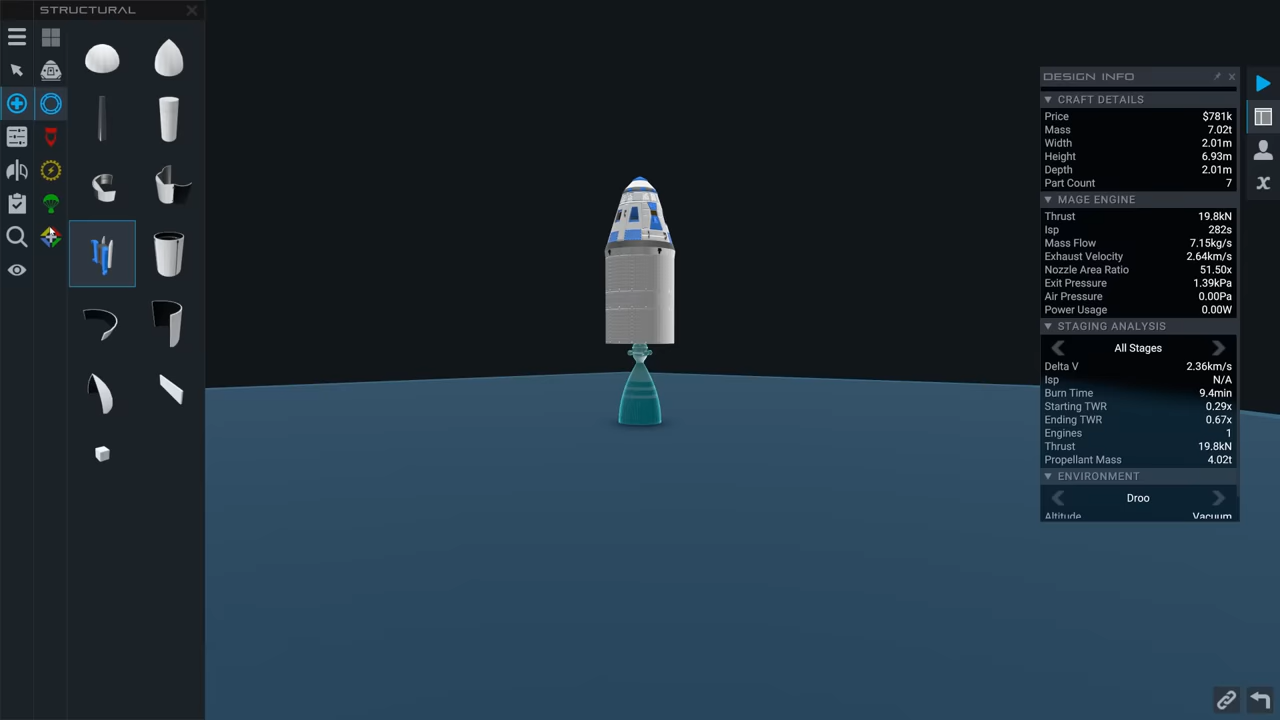 STRUCTURAL
DESIGN INFO
CRAFT DETAILS
Price $781k
Mass 7.02t
Width 2.01m
Height 6.93m
Depth 2.01m
Part Count 7
MAGE ENGINE
Thrust 19.8kN
Isp 282s
Mass Flow 7.15kg/s
Exhaust Velocity 2.64km/s
Nozzle Area Ratio 51.50x
Exit Pressure 1.39kPa
Air Pressure 0.00Pa
Power Usage 0.00W
STAGING ANALYSIS
All Stages
Delta V 2.36km/s
Isp N/A
Burn Time 9.4min
Starting TWR 0.29x
Ending TWR 0.67x
Engines 1
Thrust 19.8kN
Propellant Mass 4.02t
ENVIRONMENT
Droo
Altitude Vacuum